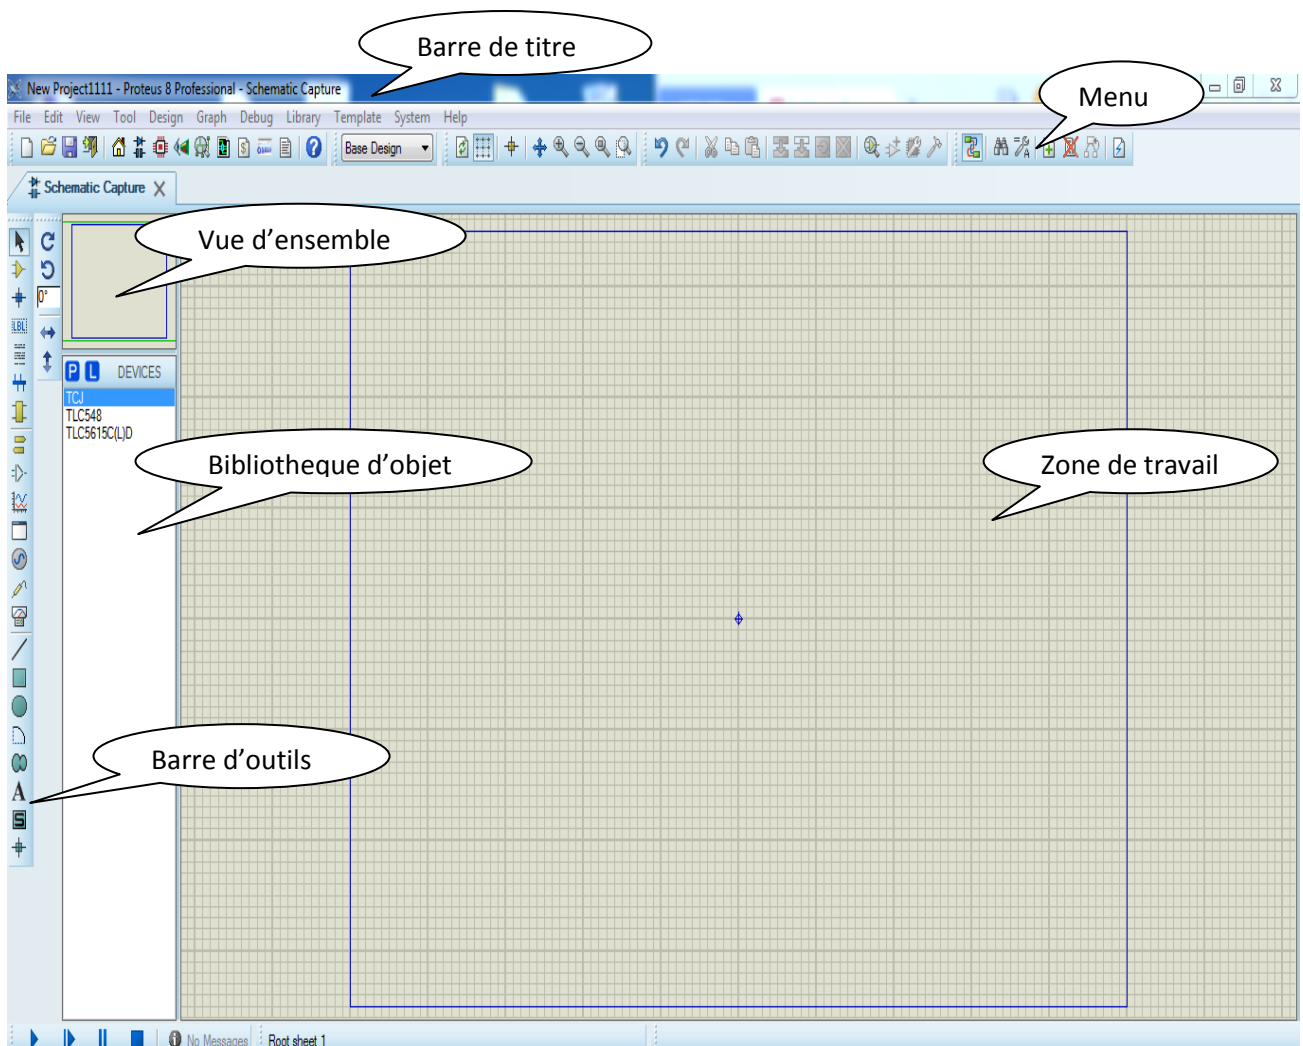 Barre de titre
New Project1111 - Proteus 8 Professional - Schematic Capture
Menu
File Edit View Tool Design Graph Debug Library Template System Help
Base Design
Schematic Capture
Vue d’ensemble
0°
LBL
P L DEVICES
TCJ
TLC548
TLC5615C(L)D
Bibliotheque d’objet
Zone de travail
Barre d’outils
A
S
No Messages Root sheet 1